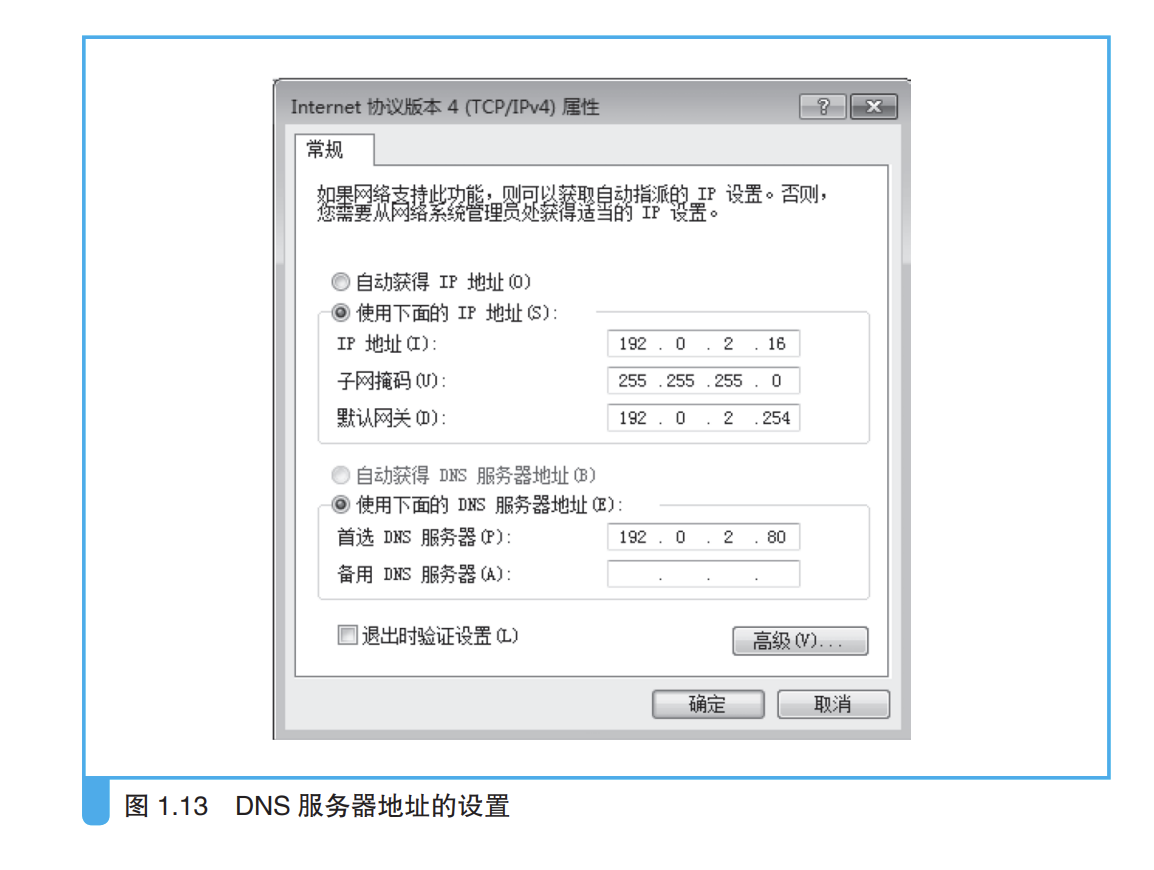 Internet 协议版本 4 (TCP/IPv4) 属性
常规
如果网络支持此功能，则可以获取自动指派的 IP 设置。否则，
您需要从网络系统管理员处获得适当的 IP 设置。
自动获得 IP 地址(O)
使用下面的 IP 地址(S):
IP 地址(I): 192 . 0 . 2 . 16
子网掩码(U): 255 .255 .255 . 0
默认网关(D): 192 . 0 . 2 .254
自动获得 DNS 服务器地址(B)
使用下面的 DNS 服务器地址(E):
首选 DNS 服务器(P): 192 . 0 . 2 . 80
备用 DNS 服务器(A): . . .
退出时验证设置(L)
高级(V)...
确定 取消
图 1.13 DNS 服务器地址的设置